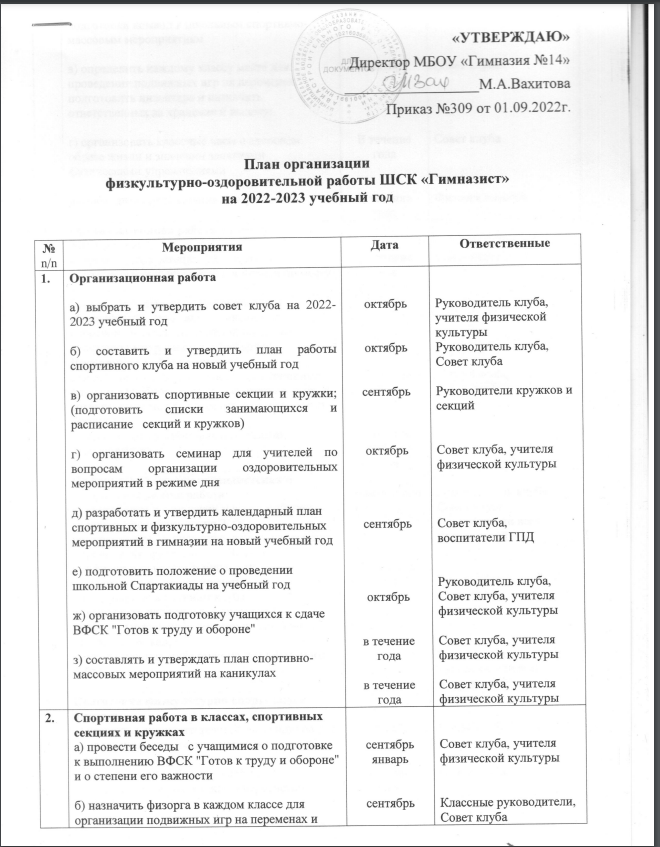 «УТВЕРЖДАЮ»
Директор МБОУ «Гимназия №14»
М.А.Вахитова
Приказ №309 от 01.09.2022г.
План организации
физкультурно-оздоровительной работы ШСК «Гимназист»
на 2022-2023 учебный год
№ п/п Мероприятия Дата Ответственные
1. Организационная работа
а) выбрать и утвердить совет клуба на 2022-
2023 учебный год
октябрь
Руководитель клуба,
учителя физической
культуры
б) составить и утвердить план работы
спортивного клуба на новый учебный год
октябрь
Руководитель клуба,
Совет клуба
в) организовать спортивные секции и кружки;
(подготовить списки занимающихся и
расписание секций и кружков)
сентябрь
Руководители кружков и
секций
г) организовать семинар для учителей по
вопросам организации оздоровительных
мероприятий в режиме дня
октябрь
Совет клуба, учителя
физической культуры
д) разработать и утвердить календарный план
спортивных и физкультурно-оздоровительных
мероприятий в гимназии на новый учебный год
сентябрь
Совет клуба,
воспитатели ГПД
е) подготовить положение о проведении
школьной Спартакиады на учебный год
октябрь
Руководитель клуба,
Совет клуба, учителя
физической культуры
ж) организовать подготовку учащихся к сдаче
ВФСК "Готов к труду и обороне"
в течение
года
Совет клуба, учителя
физической культуры
з) составлять и утверждать план спортивно-
массовых мероприятий на каникулах
в течение
года
Совет клуба, учителя
физической культуры
2. Спортивная работа в классах, спортивных
секциях и кружках
а) провести беседы с учащимися о подготовке
к выполнению ВФСК "Готов к труду и обороне"
и о степени его важности
сентябрь
январь
Совет клуба, учителя
физической культуры
б) назначить физорга в каждом классе для
организации подвижных игр на переменах и
сентябрь
Классные руководители,
Совет клуба